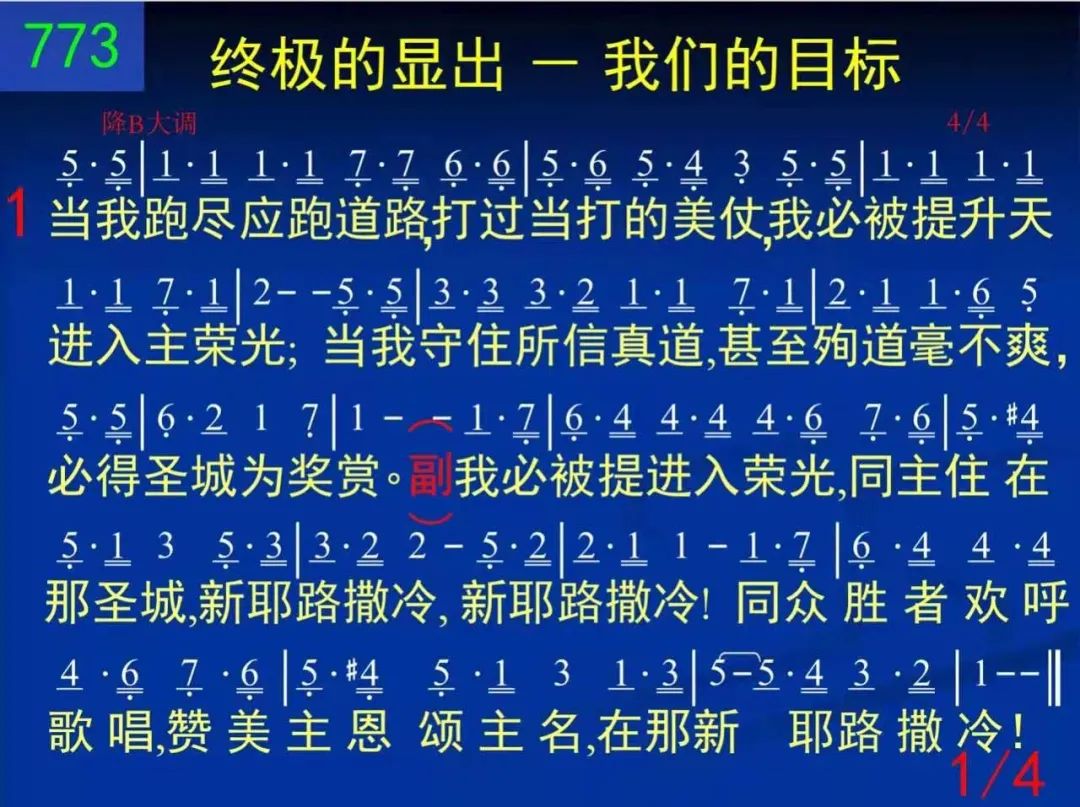 773
终极的显出 － 我们的目标
降B大调 4/4
5·5|1·1 1·1 7·7 6·6|5·6 5·4 3 5·5|1·1 1·1
1 当我跑尽应跑道路,打过当打的美仗,我必被提升天
1·1 7·1|2- -5·5|3·3 3·2 1·1 7·1|2·1 1·6 5
进入主荣光; 当我守住所信真道,甚至殉道毫不爽，
5·5|6·2 1 7|1 - - 1·7|6·4 4·4 4·6 7·6|5·#4
必得圣城为奖赏。(副)我必被提进入荣光,同主住 在
5·1 3 5·3|3·2 2 - 5·2|2·1 1 - 1·7|6·4 4·4
那圣城,新耶路撒冷, 新耶路撒冷! 同众 胜 者 欢 呼
4·6 7·6|5·#4 5·1 3 1·3|5-5·4 3·2|1--‖
歌 唱,赞 美 主 恩 颂 主 名,在那新 耶路 撒 冷!
1/4